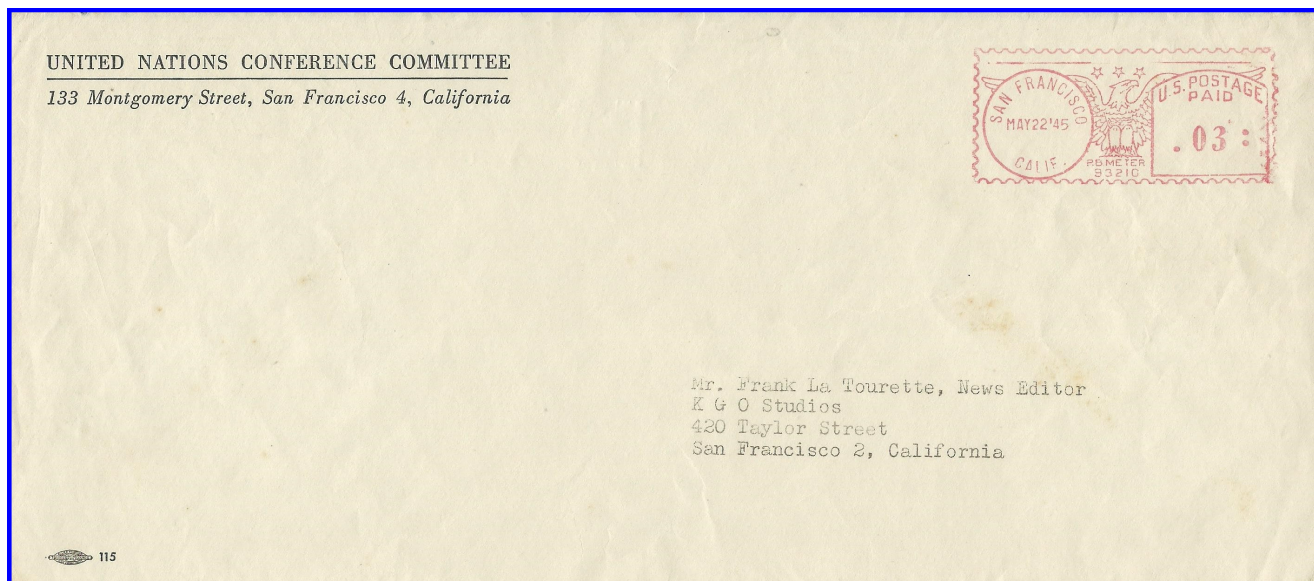 UNITED NATIONS CONFERENCE COMMITTEE
133 Montgomery Street, San Francisco 4, California
SAN FRANCISCO
MAY 22 '45
CALIF.
P.B. METER
93210
U.S. POSTAGE
PAID
.03
Mr. Frank La Tourette, News Editor
K G O Studios
420 Taylor Street
San Francisco 2, California
115